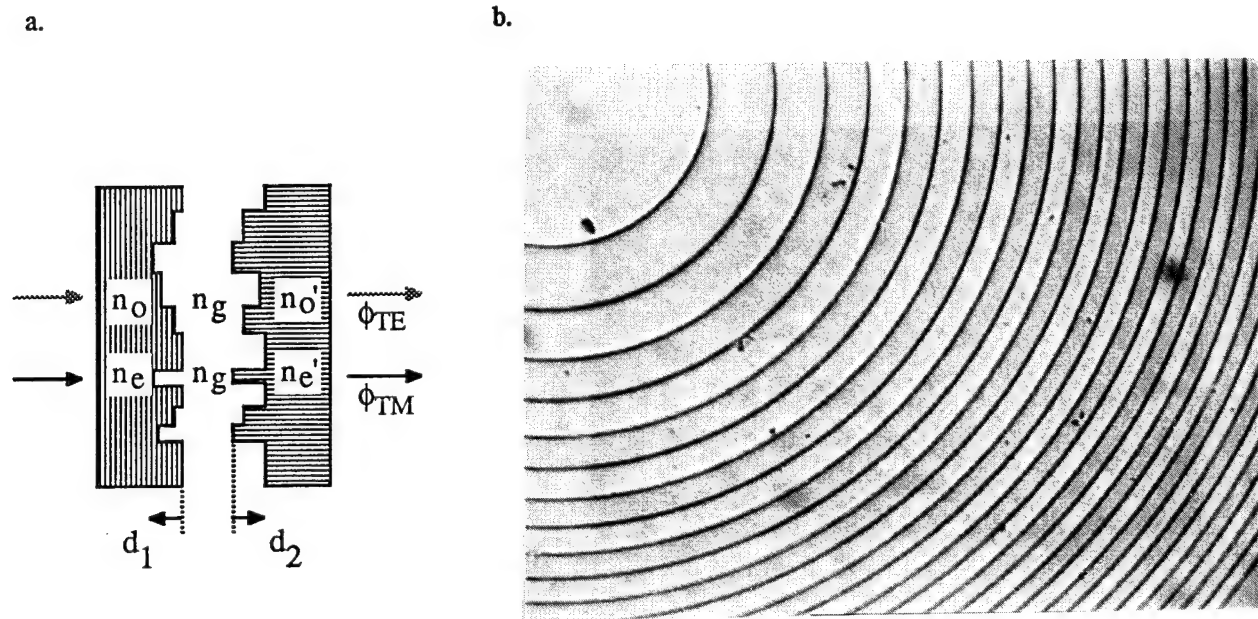 a.
b.
n_o n_g n_o' ϕ_TE
n_e n_g n_e' ϕ_TM
d_1 d_2